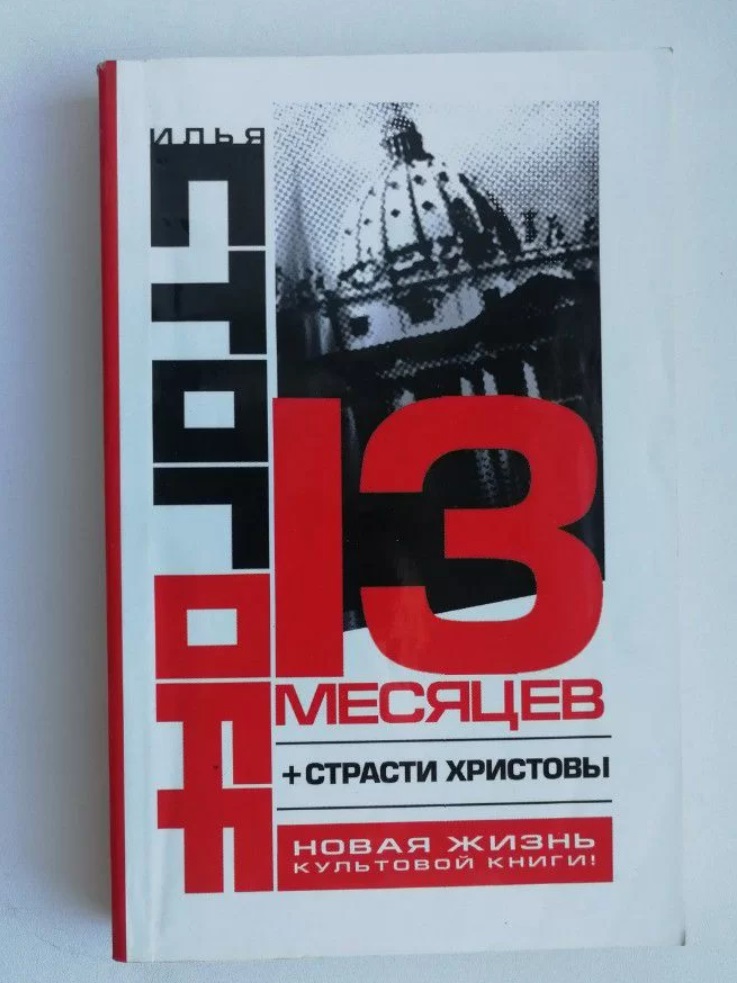 ИЛЬЯ
СТОГОff
13
МЕСЯЦЕВ
+ СТРАСТИ ХРИСТОВЫ
НОВАЯ ЖИЗНЬ
КУЛЬТОВОЙ КНИГИ!